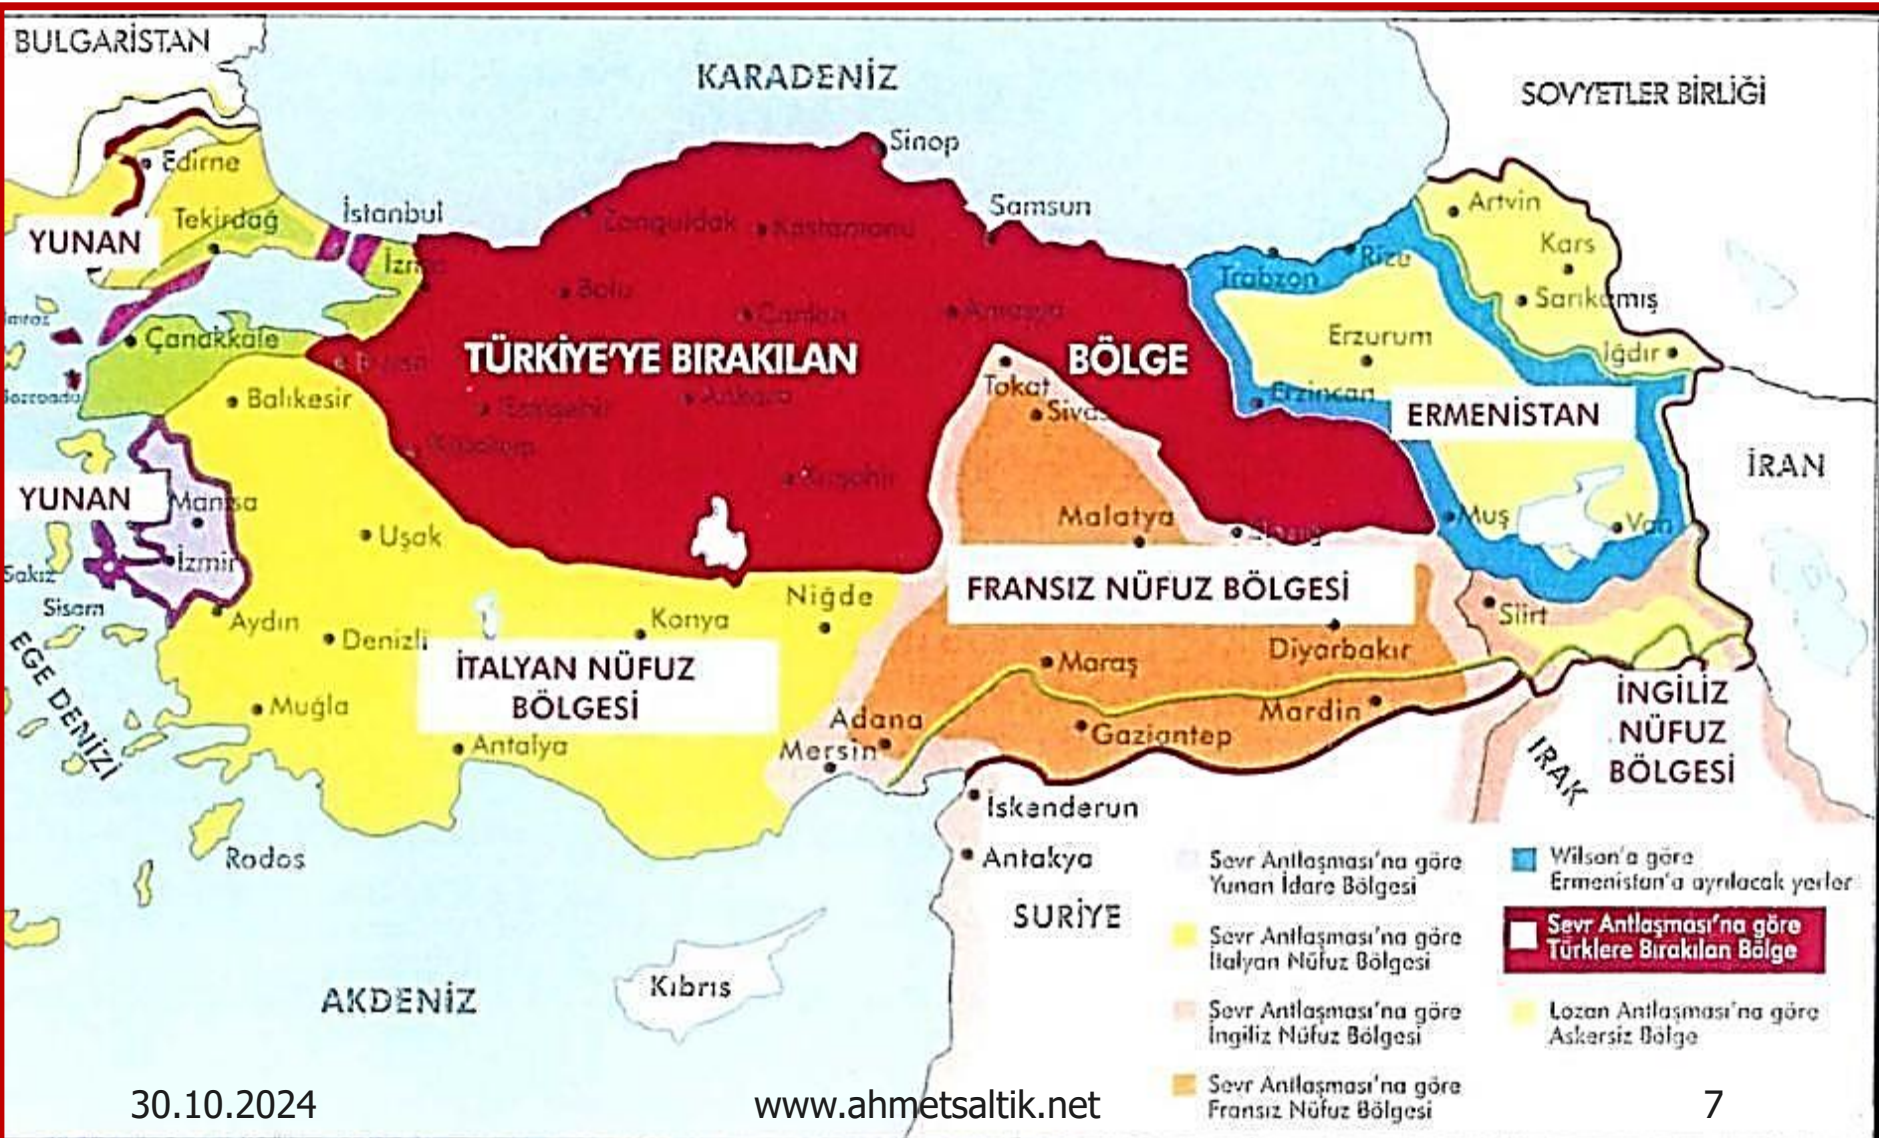 BULGARİSTAN
KARADENİZ
SOVYETLER BİRLİĞİ
Sinop
Edirne
Artvin
Tekirdağ
İstanbul
Samsun
YUNAN
Zonguldak
Kastamonu
Kars
Rize
Trabzon
Bolu
Sarıkamış
Amasya
Çanakkale
Erzurum
TÜRKİYE'YE BIRAKILAN BÖLGE
Iğdır
Tokat
Balıkesir
Ankara
Erzincan
Sivas
ERMENİSTAN
İRAN
YUNAN
Manisa
Malatya
Muş
Van
Uşak
İzmir
Sakız
FRANSIZ NÜFUZ BÖLGESİ
Niğde
Sisam
Siirt
Aydın
Konya
Denizli
Diyarbakır
EGE DENİZİ
İTALYAN NÜFUZ
BÖLGESİ
Maraş
İNGİLİZ
NÜFUZ
BÖLGESİ
Muğla
Mardin
Adana
Gaziantep
Antalya
Mersin
IRAK
İskenderun
Rodos
Antakya
SURİYE
Kıbrıs
AKDENİZ
Sevr Antlaşması'na göre
Yunan İdare Bölgesi
Sevr Antlaşması'na göre
İtalyan Nüfuz Bölgesi
Sevr Antlaşması'na göre
İngiliz Nüfuz Bölgesi
Sevr Antlaşması'na göre
Fransız Nüfuz Bölgesi
Wilson'a göre
Ermenistan'a ayrılacak yerler
Sevr Antlaşması'na göre
Türklere Bırakılan Bölge
Lozan Antlaşması'na göre
Askersiz Bölge
30.10.2024
www.ahmetsaltik.net
7